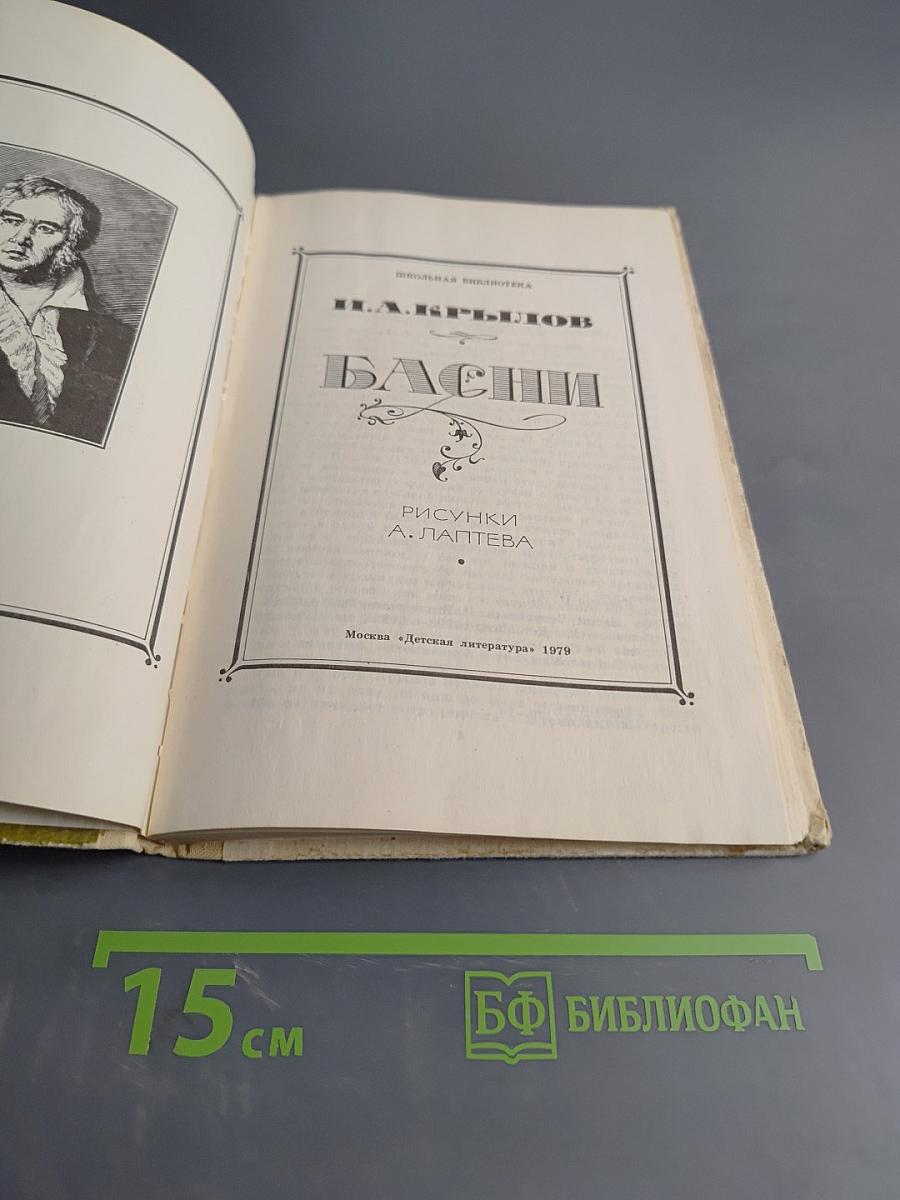 ШКОЛЬНАЯ БИБЛИОТЕКА
И.А.КРЫЛОВ
БАСНИ
РИСУНКИ
А. ЛАПТЕВА
Москва «Детская литература» 1979
15 см
БФ БИБЛИОФАН